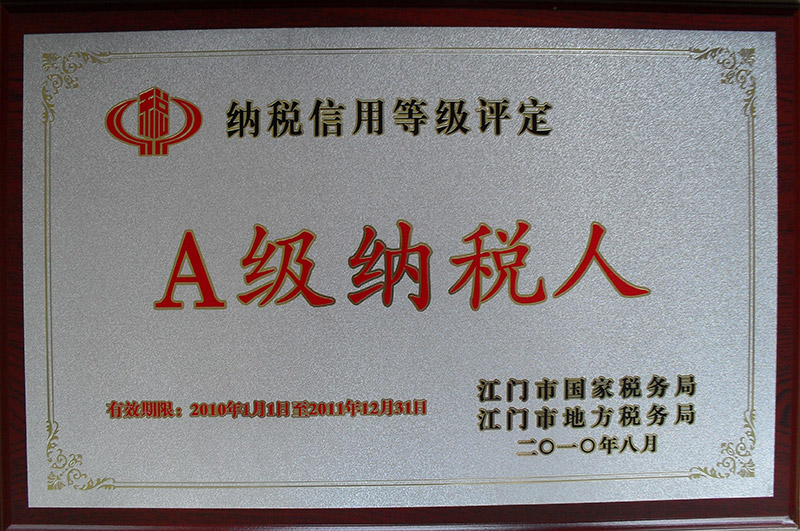 税
纳税信用等级评定
A级纳税人
有效期限：2010年1月1日至2011年12月31日
江门市国家税务局
江门市地方税务局
二〇一〇年八月